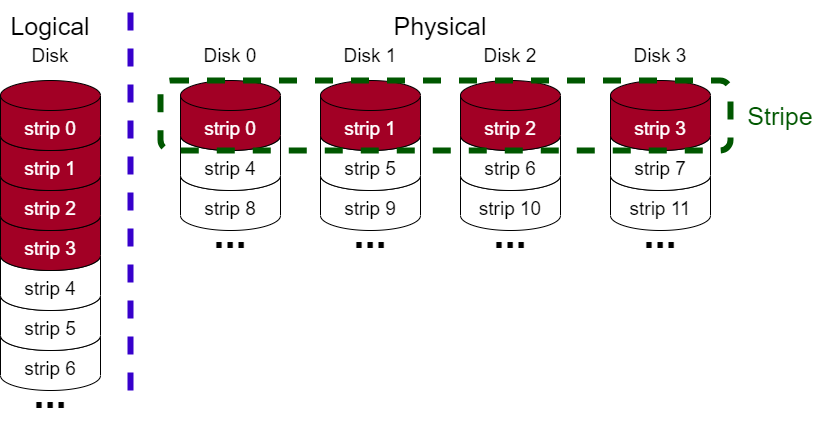 Logical
Disk
strip 0
strip 1
strip 2
strip 3
strip 4
strip 5
strip 6
...
Physical
Disk 0 Disk 1 Disk 2 Disk 3
strip 0 strip 1 strip 2 strip 3
strip 4 strip 5 strip 6 strip 7
strip 8 strip 9 strip 10 strip 11
... ... ... ...
Stripe